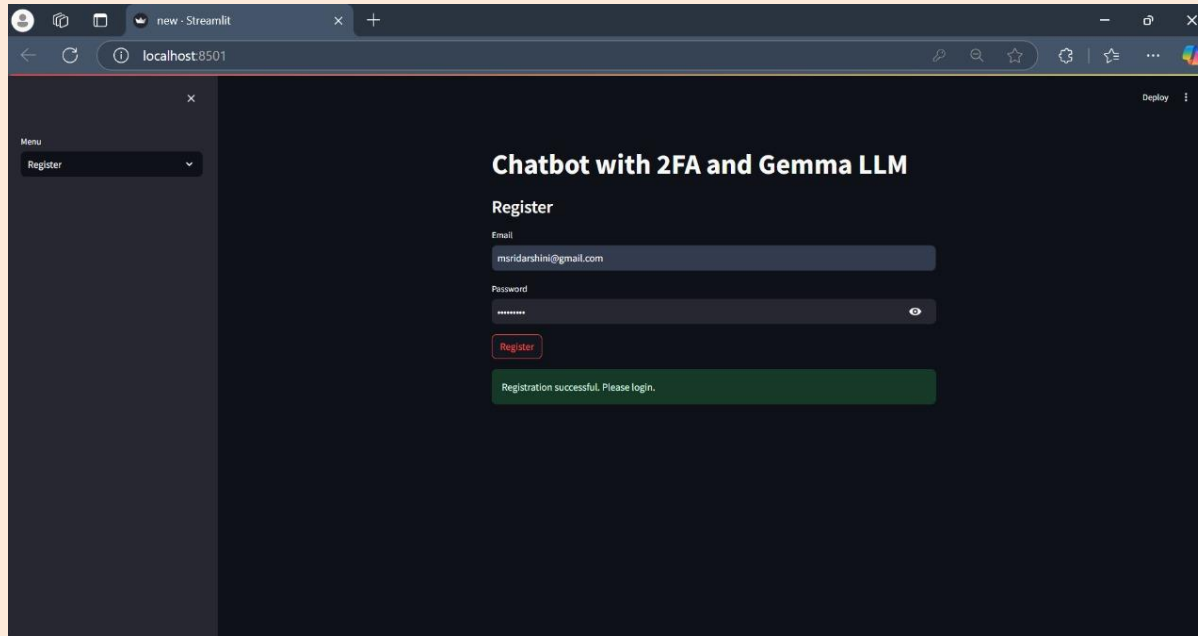 new - Streamlit
localhost:8501
Deploy
Menu
Register
Chatbot with 2FA and Gemma LLM
Register
Email
msridarshini@gmail.com
Password
•••••••••
Register
Registration successful. Please login.